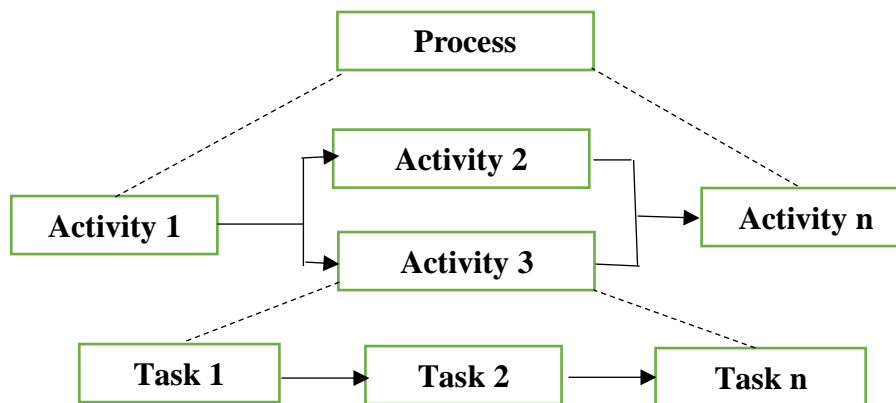 Process
Activity 2
Activity 1
Activity n
Activity 3
Task 1
Task 2
Task n